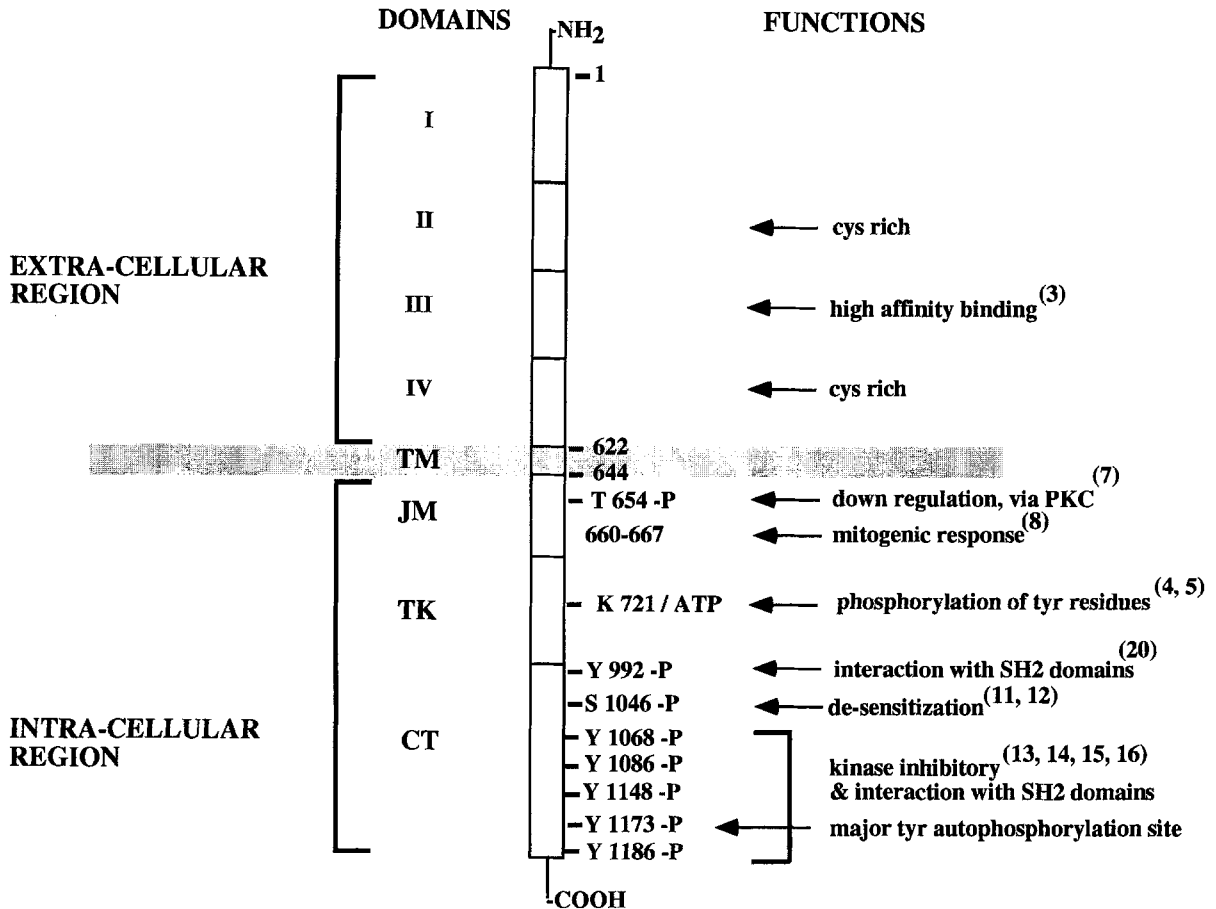 DOMAINS
-NH2
FUNCTIONS
1
I
II
cys rich
EXTRA-CELLULAR
REGION
III
high affinity binding(3)
IV
cys rich
622
TM
644
JM
T 654 -P
down regulation, via PKC(7)
660-667
mitogenic response(8)
TK
K 721 / ATP
phosphorylation of tyr residues(4, 5)
Y 992 -P
interaction with SH2 domains(20)
S 1046 -P
de-sensitization(11, 12)
INTRA-CELLULAR
REGION
CT
Y 1068 -P
Y 1086 -P
kinase inhibitory(13, 14, 15, 16)
& interaction with SH2 domains
Y 1148 -P
Y 1173 -P
major tyr autophosphorylation site
Y 1186 -P
-COOH